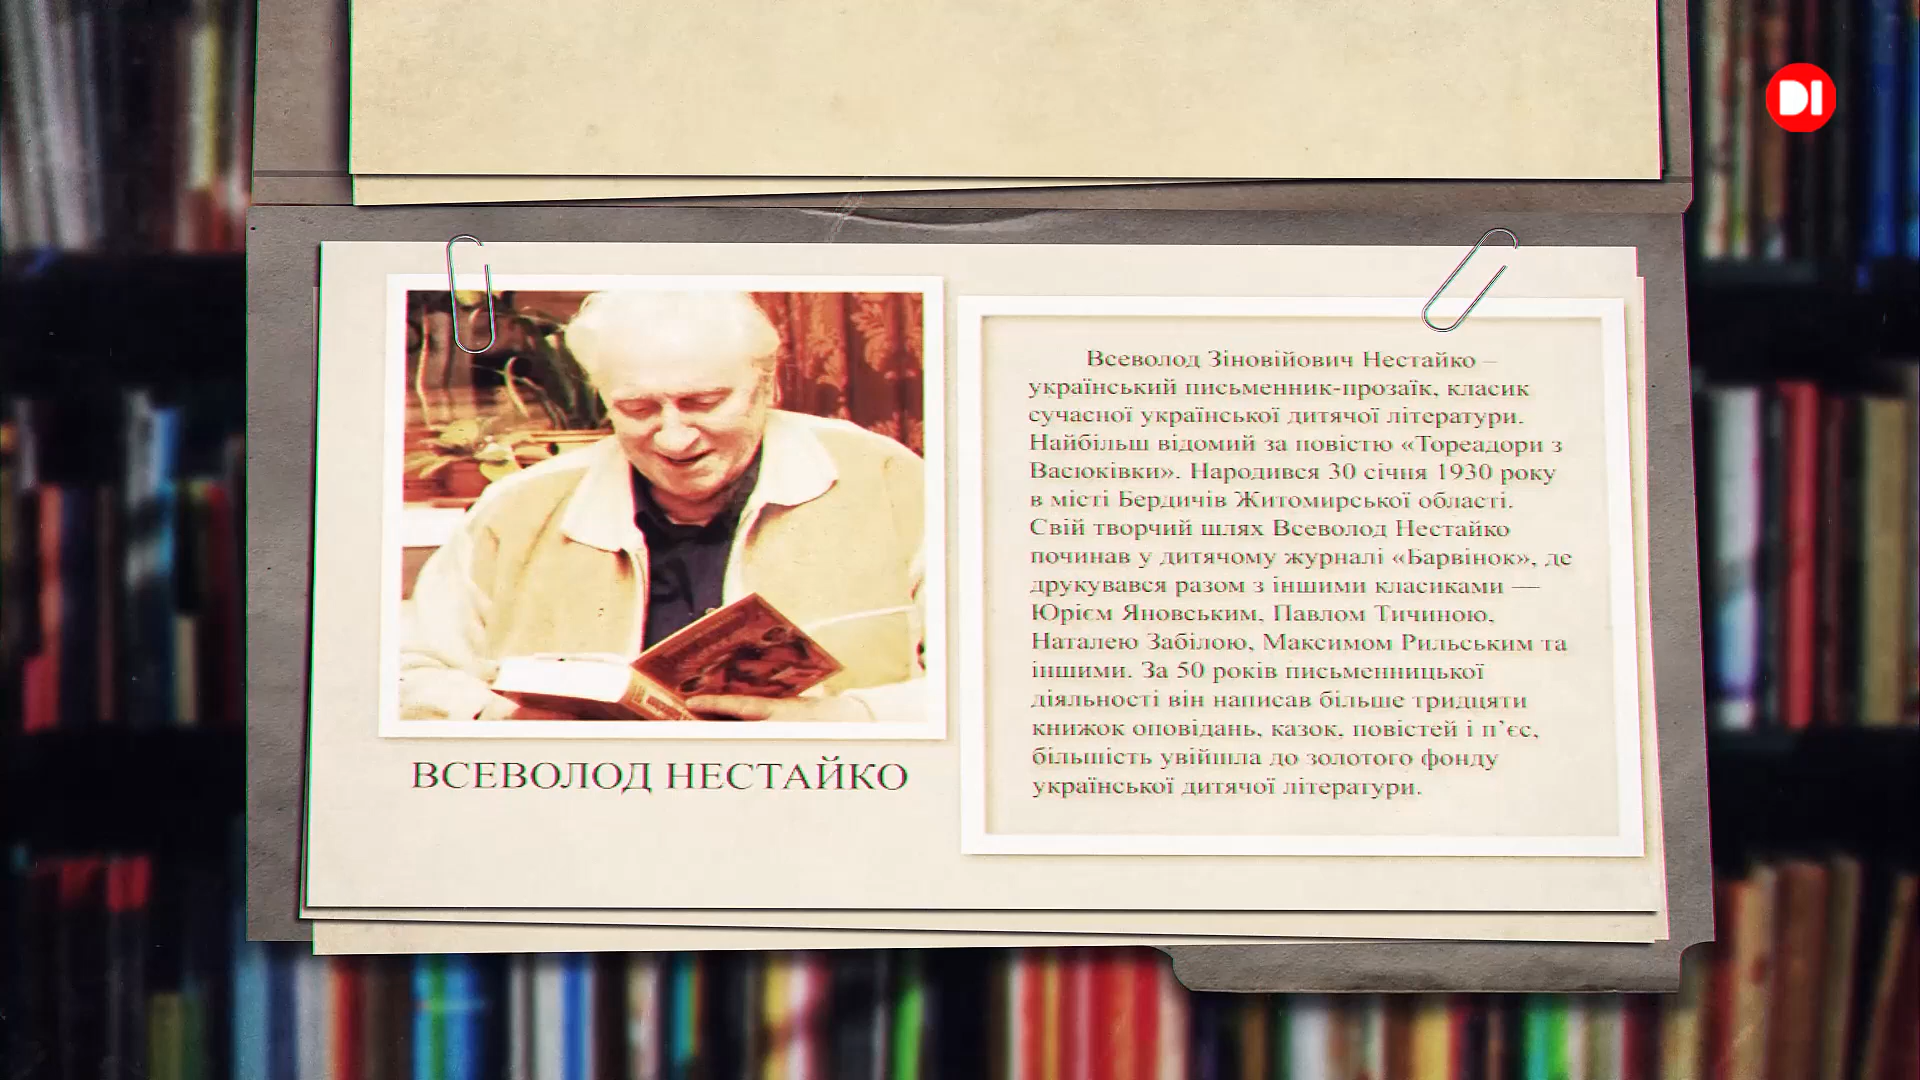 DI
Всеволод Зіновійович Нестайко –
український письменник-прозаїк, класик
сучасної української дитячої літератури.
Найбільш відомий за повістю «Тореадори з
Васюківки». Народився 30 січня 1930 року
в місті Бердичів Житомирської області.
Свій творчий шлях Всеволод Нестайко
починав у дитячому журналі «Барвінок», де
друкувався разом з іншими класиками —
Юрієм Яновським, Павлом Тичиною,
Наталею Забілою, Максимом Рильським та
іншими. За 50 років письменницької
діяльності він написав більше тридцяти
книжок оповідань, казок, повістей і п’єс,
більшість увійшла до золотого фонду
української дитячої літератури.
ВСЕВОЛОД НЕСТАЙКО